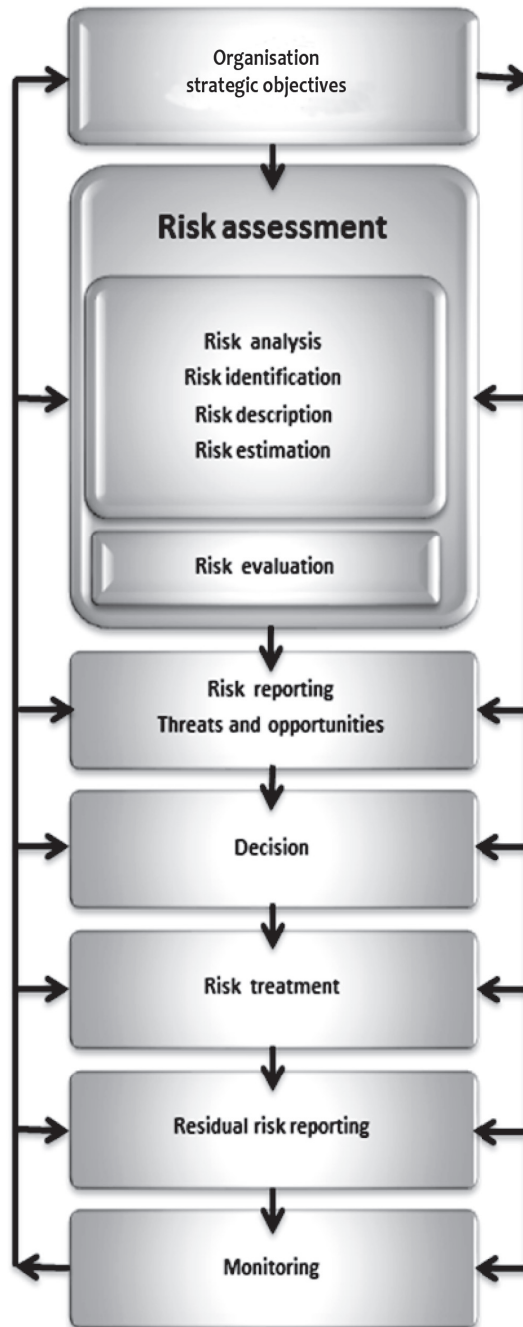 Organisation
strategic objectives
Risk assessment
Risk analysis
Risk identification
Risk description
Risk estimation
Risk evaluation
Risk reporting
Threats and opportunities
Decision
Risk treatment
Residual risk reporting
Monitoring